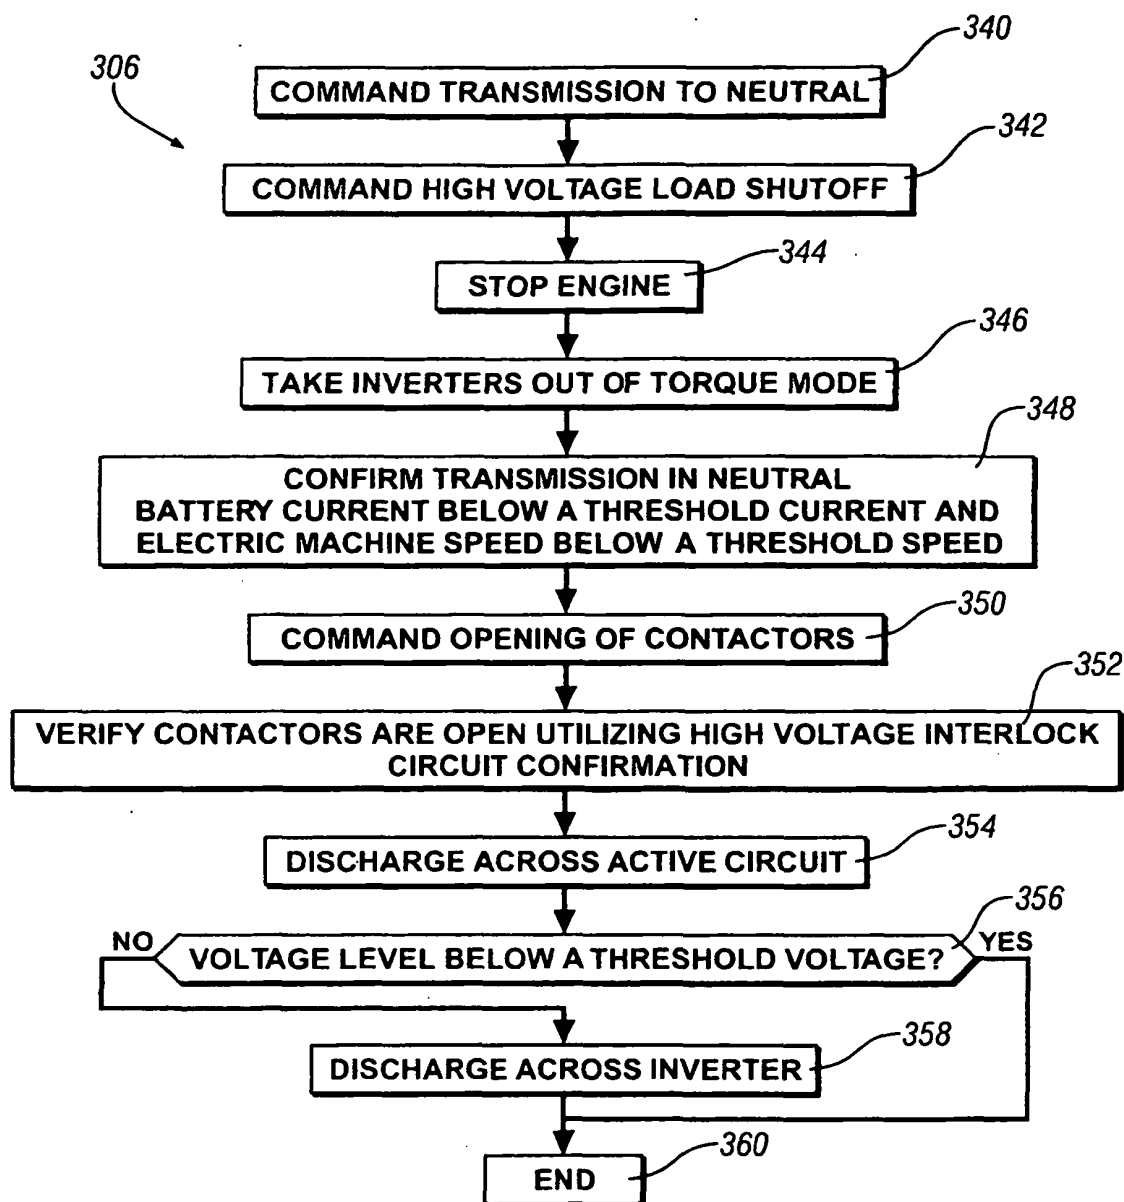 306
340
COMMAND TRANSMISSION TO NEUTRAL
342
COMMAND HIGH VOLTAGE LOAD SHUTOFF
344
STOP ENGINE
346
TAKE INVERTERS OUT OF TORQUE MODE
348
CONFIRM TRANSMISSION IN NEUTRAL
BATTERY CURRENT BELOW A THRESHOLD CURRENT AND
ELECTRIC MACHINE SPEED BELOW A THRESHOLD SPEED
350
COMMAND OPENING OF CONTACTORS
352
VERIFY CONTACTORS ARE OPEN UTILIZING HIGH VOLTAGE INTERLOCK
CIRCUIT CONFIRMATION
354
DISCHARGE ACROSS ACTIVE CIRCUIT
356
NO
VOLTAGE LEVEL BELOW A THRESHOLD VOLTAGE?
YES
358
DISCHARGE ACROSS INVERTER
360
END